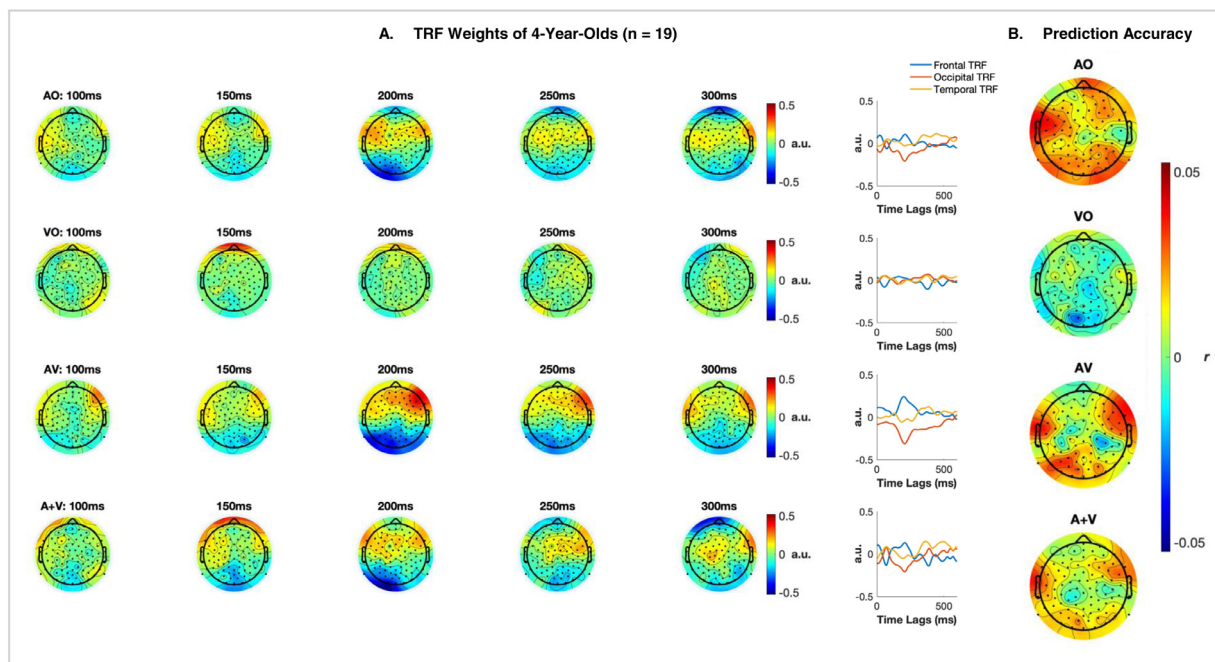 A. TRF Weights of 4-Year-Olds (n = 19)
B. Prediction Accuracy
Frontal TRF
Occipital TRF
Temporal TRF
AO: 100ms 150ms 200ms 250ms 300ms
0.5
0 a.u.
-0.5
0.5
0
-0.5
a.u.
0 500
Time Lags (ms)
AO
VO: 100ms 150ms 200ms 250ms 300ms
0.5
0 a.u.
-0.5
0.5
0
-0.5
a.u.
0 500
Time Lags (ms)
VO
AV: 100ms 150ms 200ms 250ms 300ms
0.5
0 a.u.
-0.5
0.5
0
-0.5
a.u.
0 500
Time Lags (ms)
AV
A+V: 100ms 150ms 200ms 250ms 300ms
0.5
0 a.u.
-0.5
0.5
0
-0.5
a.u.
0 500
Time Lags (ms)
A+V
0.05
0 r
-0.05